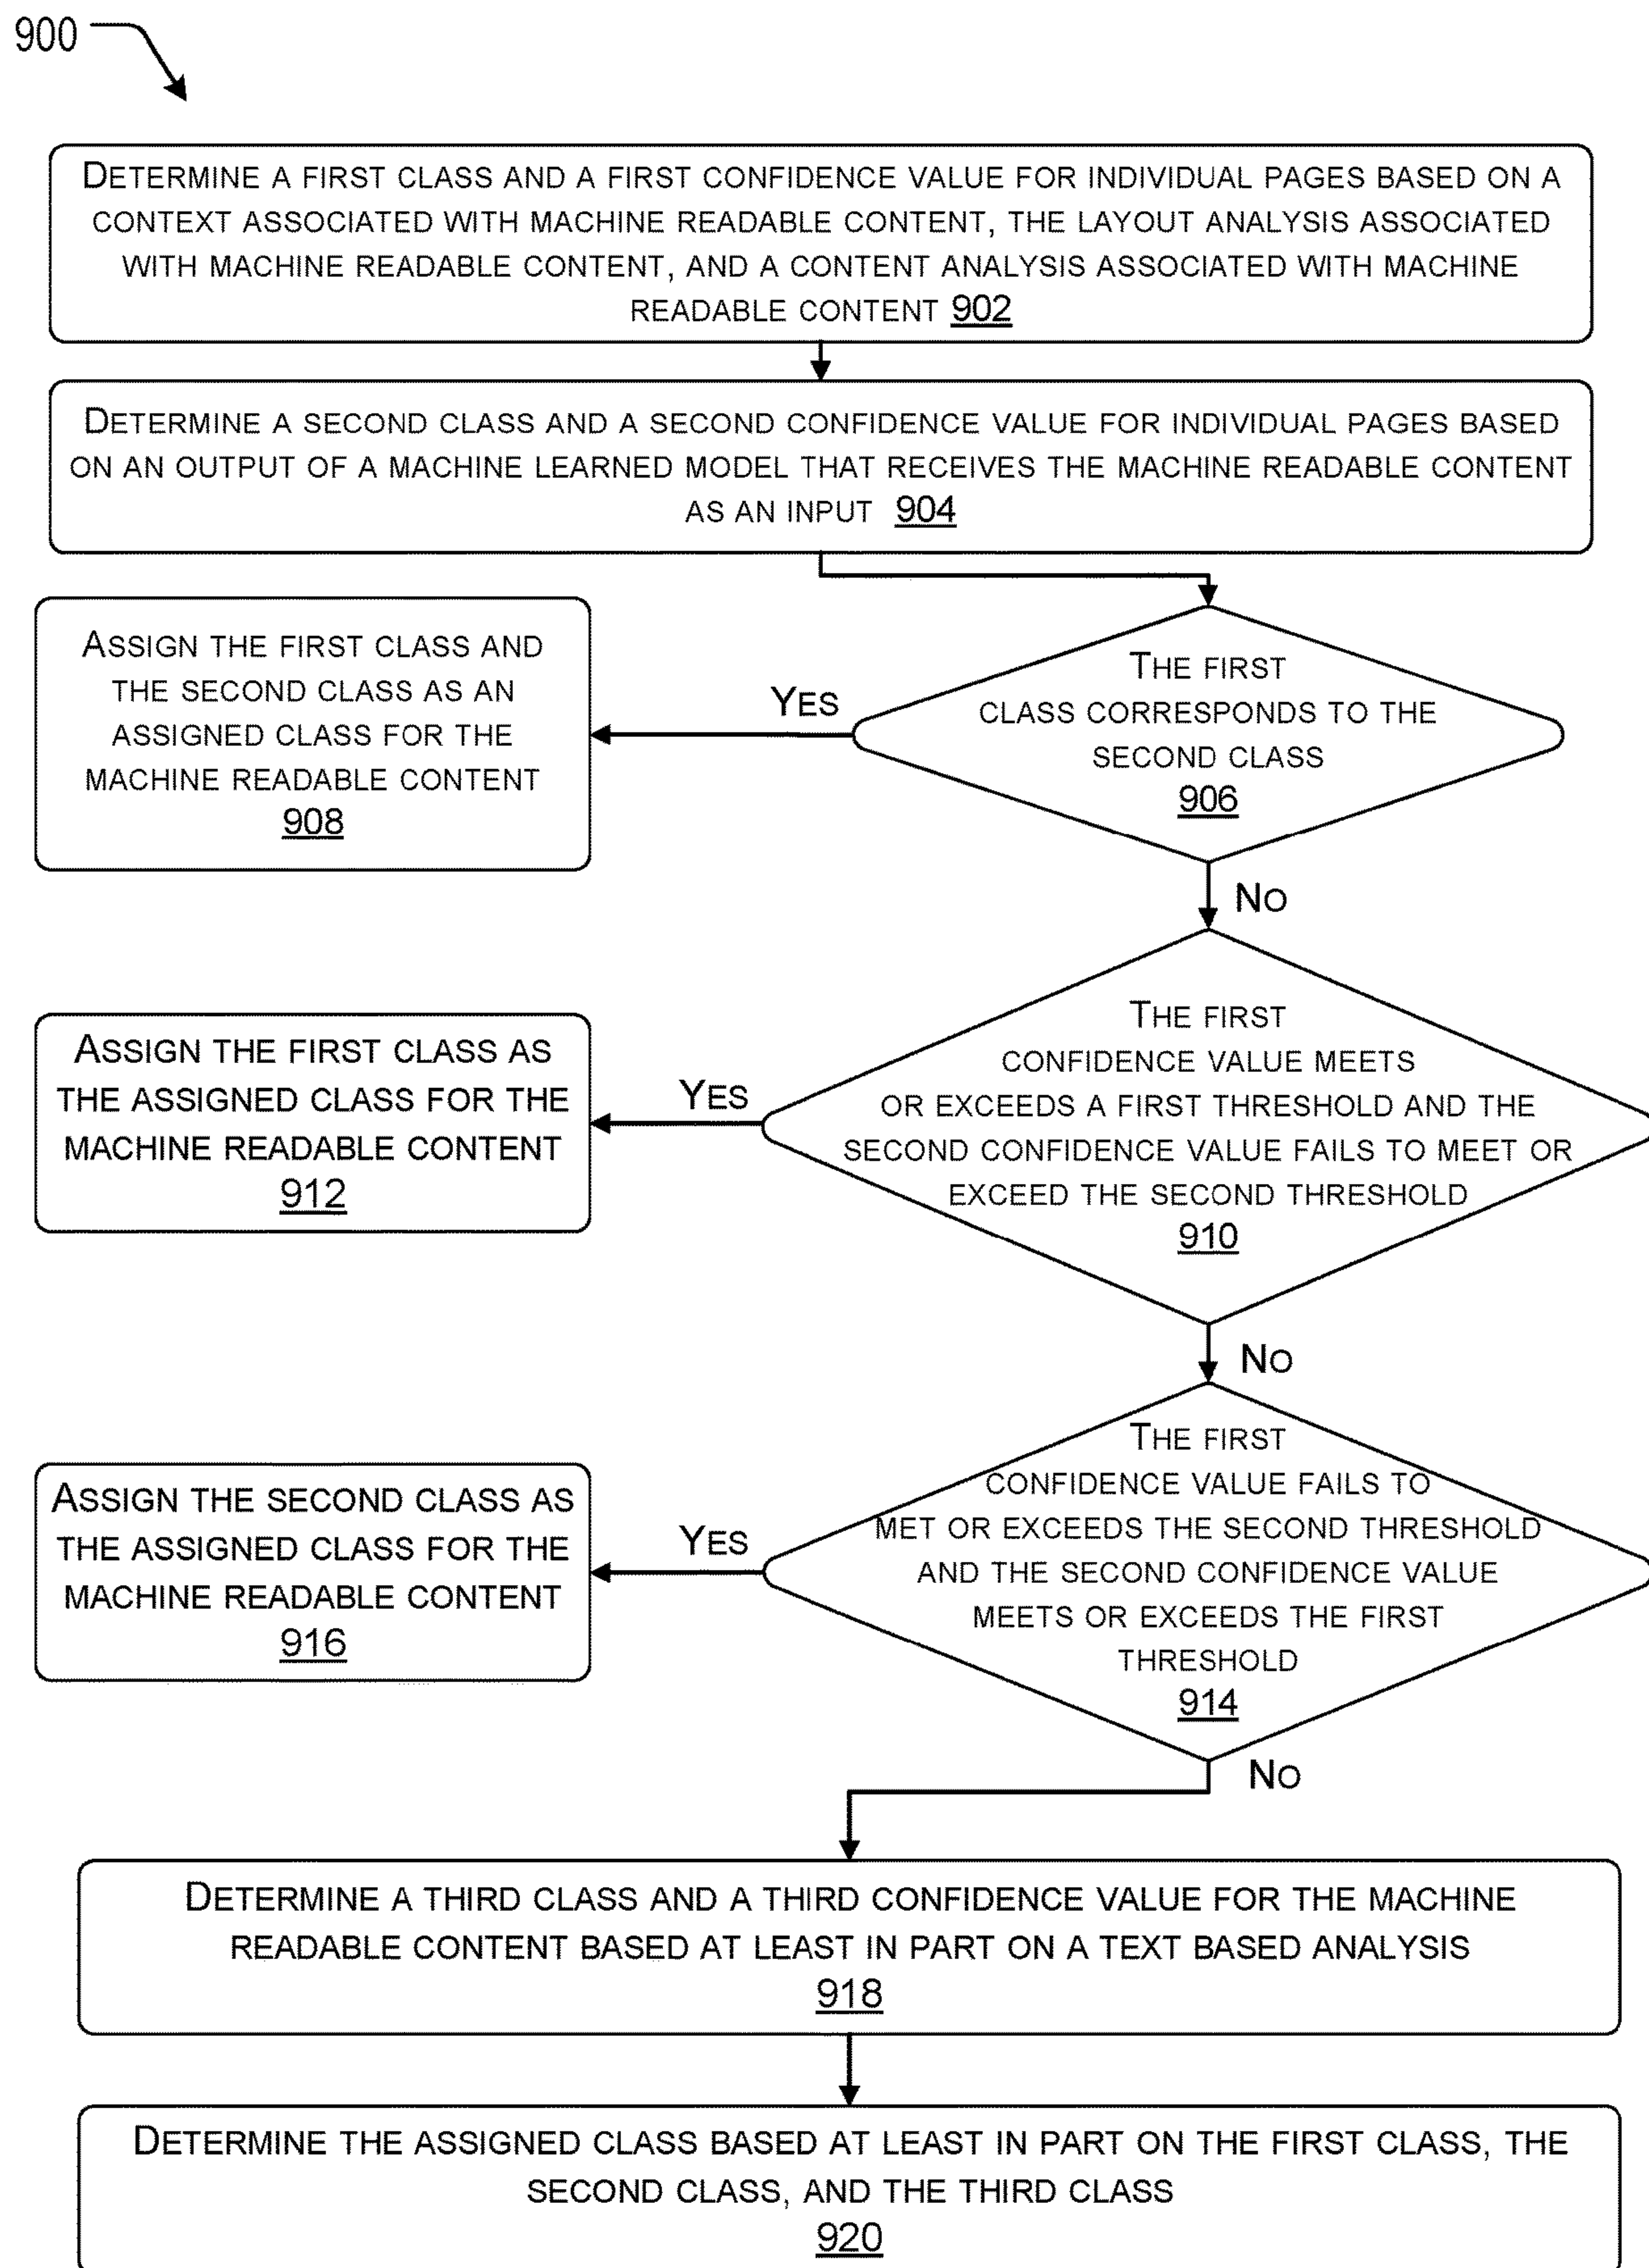 900
DETERMINE A FIRST CLASS AND A FIRST CONFIDENCE VALUE FOR INDIVIDUAL PAGES BASED ON A
CONTEXT ASSOCIATED WITH MACHINE READABLE CONTENT, THE LAYOUT ANALYSIS ASSOCIATED
WITH MACHINE READABLE CONTENT, AND A CONTENT ANALYSIS ASSOCIATED WITH MACHINE
READABLE CONTENT 902
DETERMINE A SECOND CLASS AND A SECOND CONFIDENCE VALUE FOR INDIVIDUAL PAGES BASED
ON AN OUTPUT OF A MACHINE LEARNED MODEL THAT RECEIVES THE MACHINE READABLE CONTENT
AS AN INPUT 904
THE FIRST
CLASS CORRESPONDS TO THE
SECOND CLASS
906
YES
ASSIGN THE FIRST CLASS AND
THE SECOND CLASS AS AN
ASSIGNED CLASS FOR THE
MACHINE READABLE CONTENT
908
NO
THE FIRST
CONFIDENCE VALUE MEETS
OR EXCEEDS A FIRST THRESHOLD AND THE
SECOND CONFIDENCE VALUE FAILS TO MEET OR
EXCEED THE SECOND THRESHOLD
910
YES
ASSIGN THE FIRST CLASS AS
THE ASSIGNED CLASS FOR THE
MACHINE READABLE CONTENT
912
NO
THE FIRST
CONFIDENCE VALUE FAILS TO
MET OR EXCEEDS THE SECOND THRESHOLD
AND THE SECOND CONFIDENCE VALUE
MEETS OR EXCEEDS THE FIRST
THRESHOLD
914
YES
ASSIGN THE SECOND CLASS AS
THE ASSIGNED CLASS FOR THE
MACHINE READABLE CONTENT
916
NO
DETERMINE A THIRD CLASS AND A THIRD CONFIDENCE VALUE FOR THE MACHINE
READABLE CONTENT BASED AT LEAST IN PART ON A TEXT BASED ANALYSIS
918
DETERMINE THE ASSIGNED CLASS BASED AT LEAST IN PART ON THE FIRST CLASS, THE
SECOND CLASS, AND THE THIRD CLASS
920